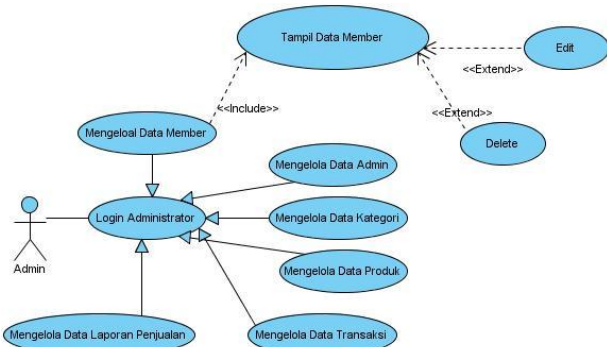 Tampil Data Member
Edit
<<Extend>>
<<Include>>
<<Extend>>
Mengeloal Data Member
Delete
Mengelola Data Admin
Login Administrator
Mengelola Data Kategori
Admin
Mengelola Data Produk
Mengelola Data Laporan Penjualan
Mengelola Data Transaksi